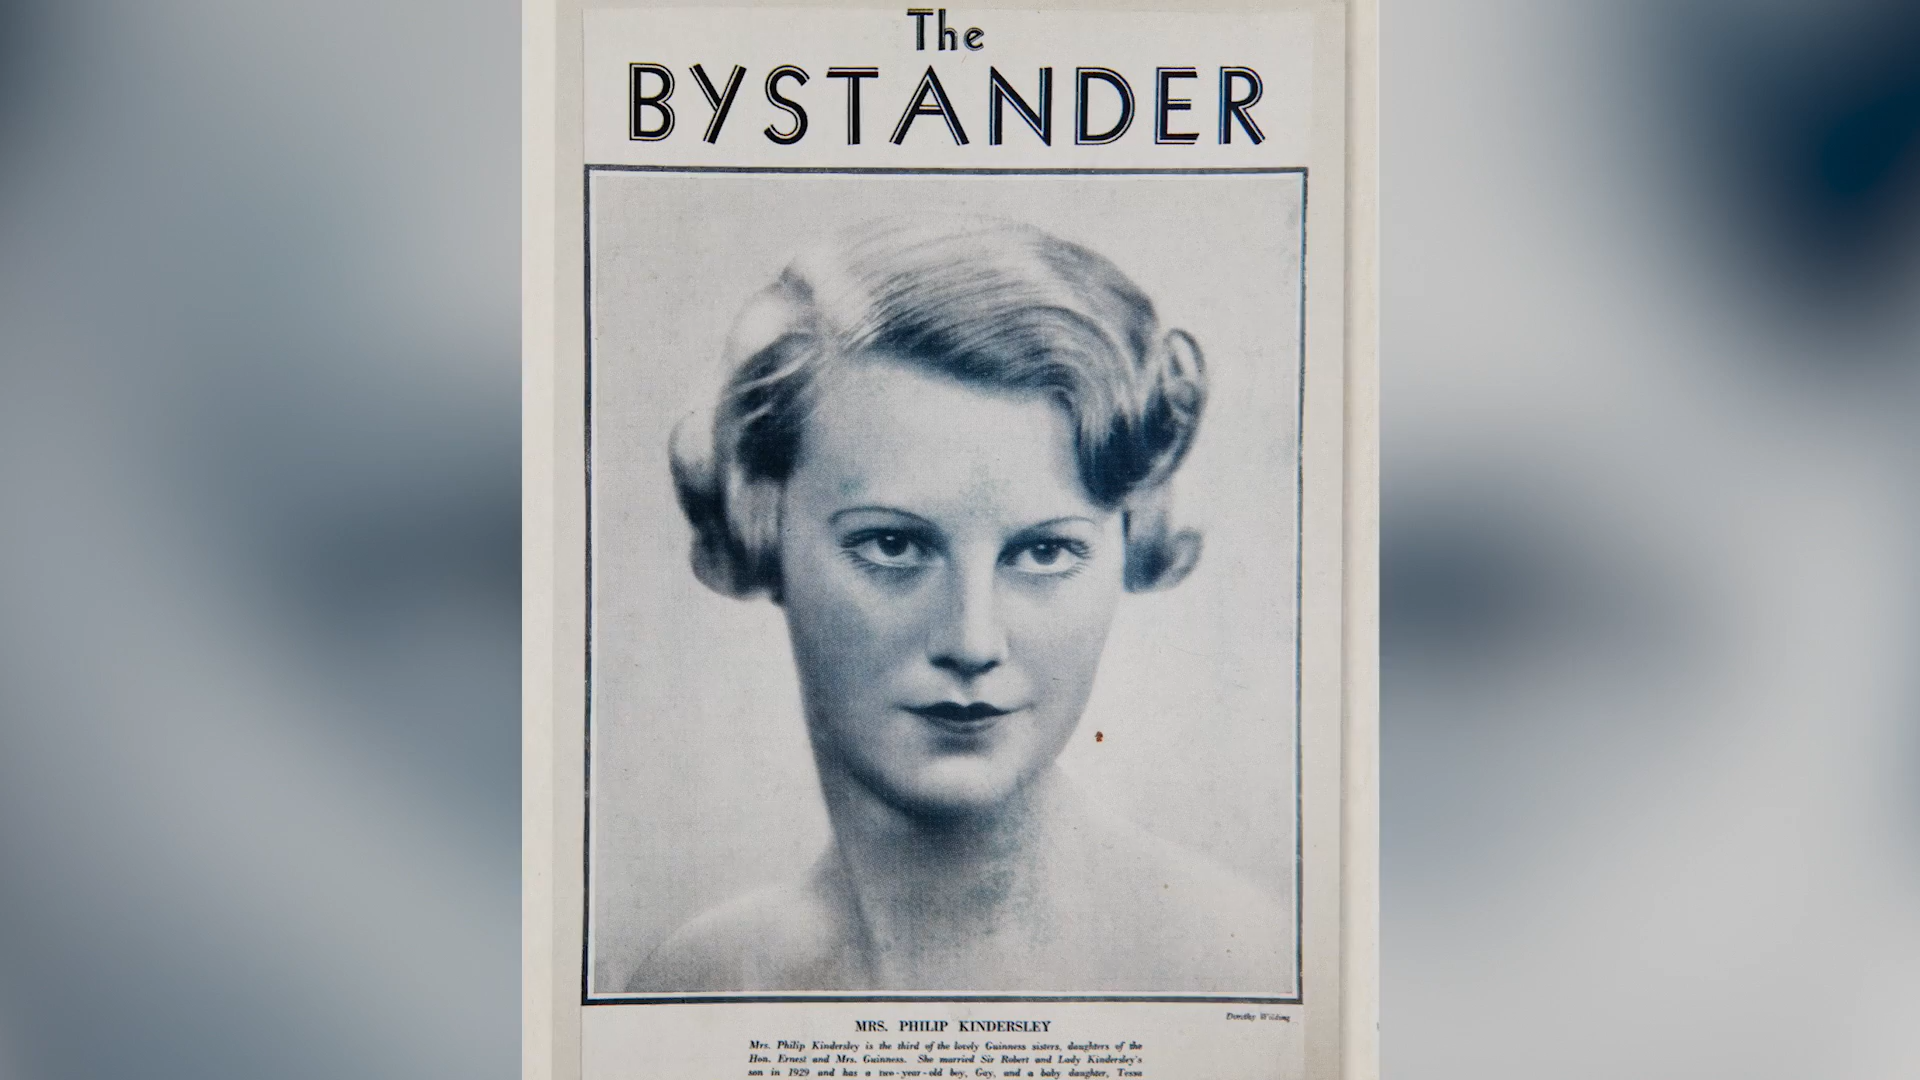 The
BYSTANDER
Dorothy Wilding
MRS. PHILIP KINDERSLEY
Mrs. Philip Kindersley is the third of the lovely Guinness sisters, daughters of the
Hon. Ernest and Mrs. Guinness. She married Sir Robert and Lady Kindersley's
son in 1929 and has a two-year-old boy, Gay, and a baby daughter, Tessa